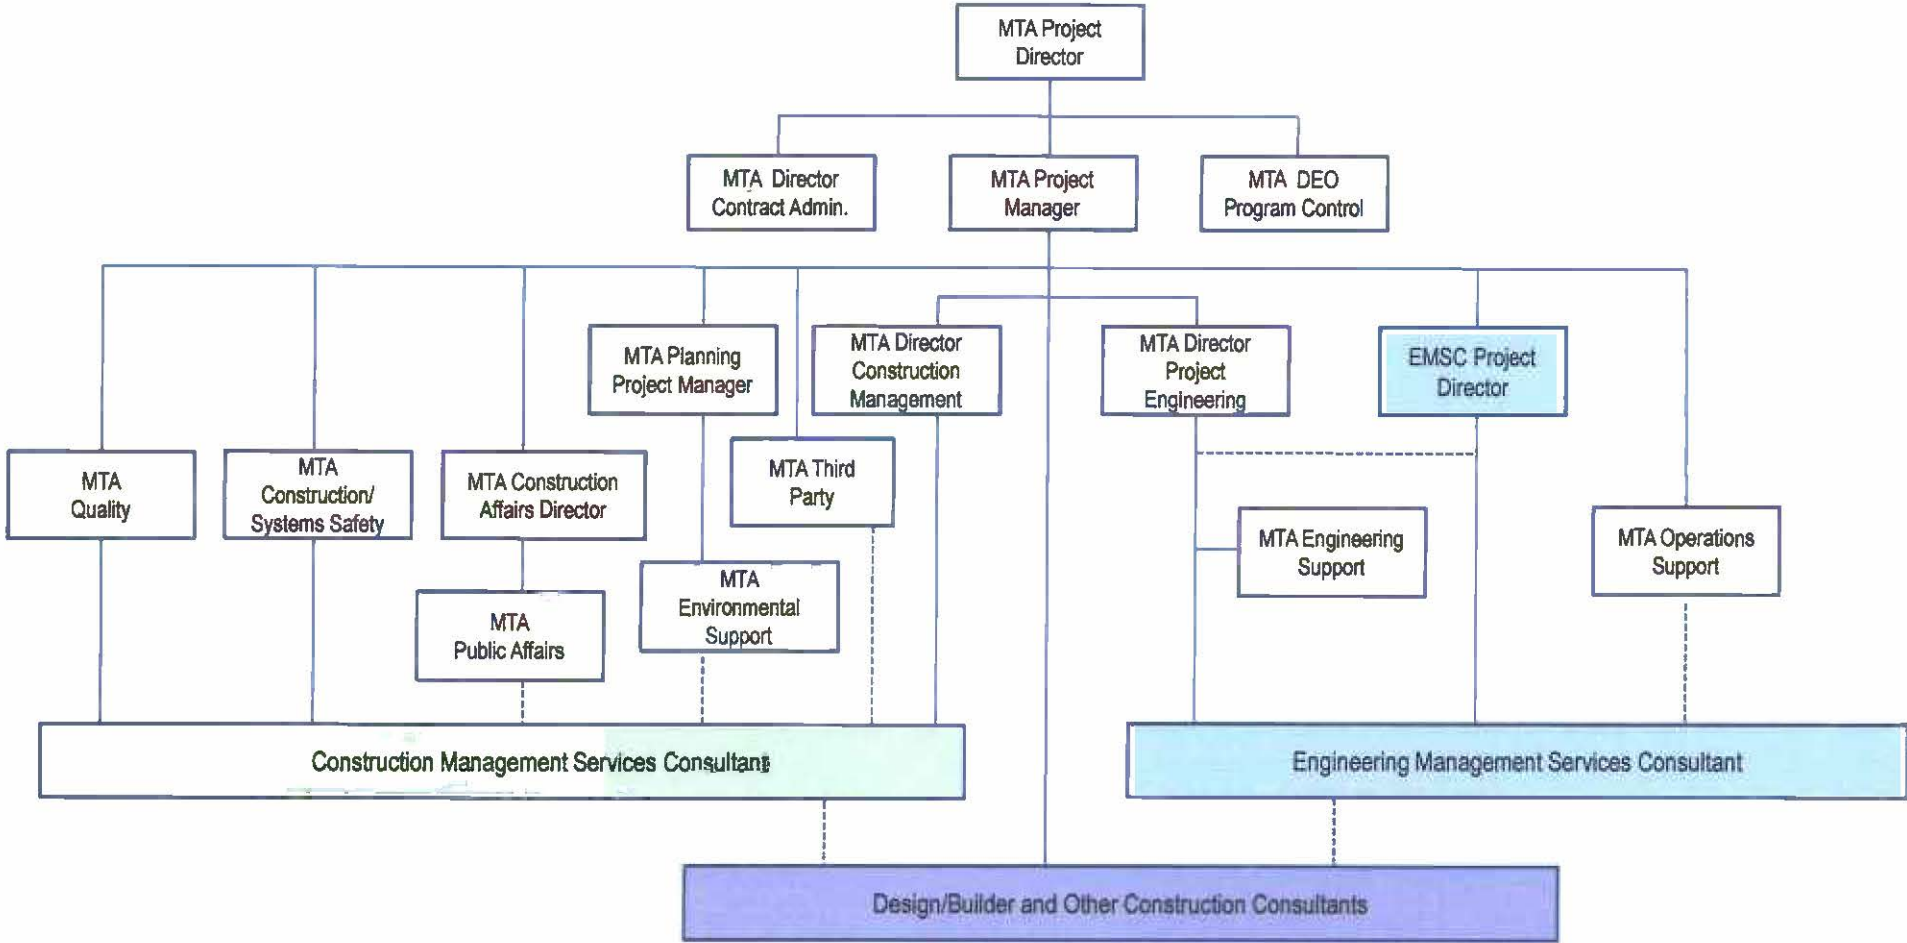 MTA Project
Director
MTA Director
Contract Admin.
MTA Project
Manager
MTA DEO
Program Control
MTA Planning
Project Manager
MTA Director
Construction
Management
MTA Director
Project
Engineering
EMSC Project
Director
MTA
Quality
MTA
Construction/
Systems Safety
MTA Construction
Affairs Director
MTA Third
Party
MTA Engineering
Support
MTA Operations
Support
MTA
Public Affairs
MTA
Environmental
Support
Construction Management Services Consultant
Engineering Management Services Consultant
Design/Builder and Other Construction Consultants